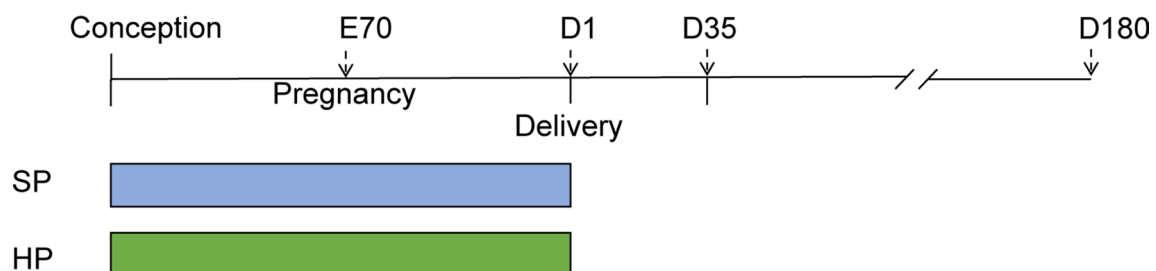 Conception E70 D1 D35 D180
Pregnancy
Delivery
SP
HP